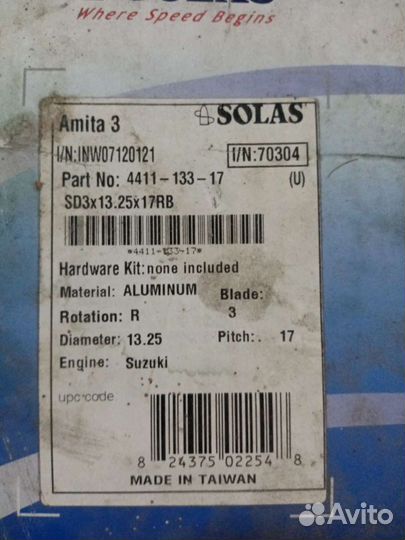 SOLAS
Where Speed Begins
Amita 3
SOLAS
I/N:INW07120121
I/N:70304
Part No: 4411-133-17 (U)
SD3x13.25x17RB
*4411-133-17*
Hardware Kit:none included
Material: ALUMINUM Blade: 3
Rotation: R
Diameter: 13.25 Pitch: 17
Engine: Suzuki
upc code
8 24375 02254 8
MADE IN TAIWAN
Avito